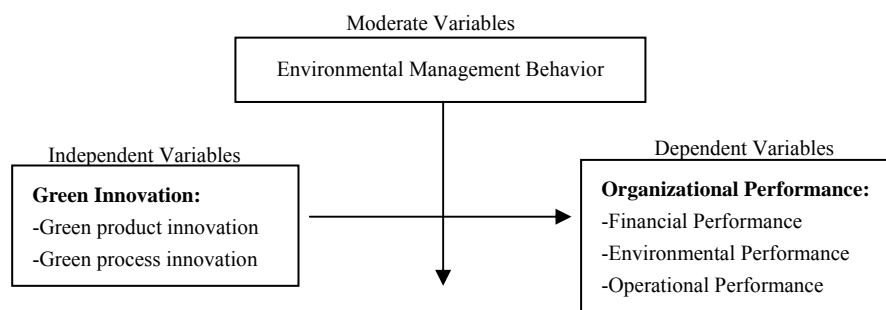 Moderate Variables
Environmental Management Behavior
Independent Variables
Green Innovation:
-Green product innovation
-Green process innovation
Dependent Variables
Organizational Performance:
-Financial Performance
-Environmental Performance
-Operational Performance